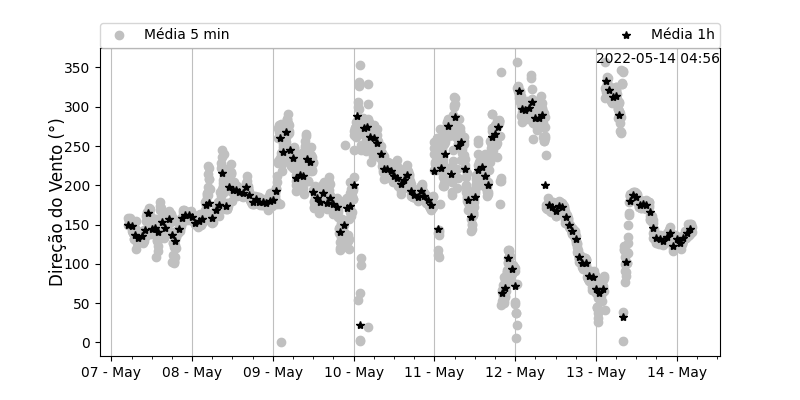 Média 5 min
Média 1h
2022-05-14 04:56
Direção do Vento (°)
350
300
250
200
150
100
50
0
07 - May
08 - May
09 - May
10 - May
11 - May
12 - May
13 - May
14 - May